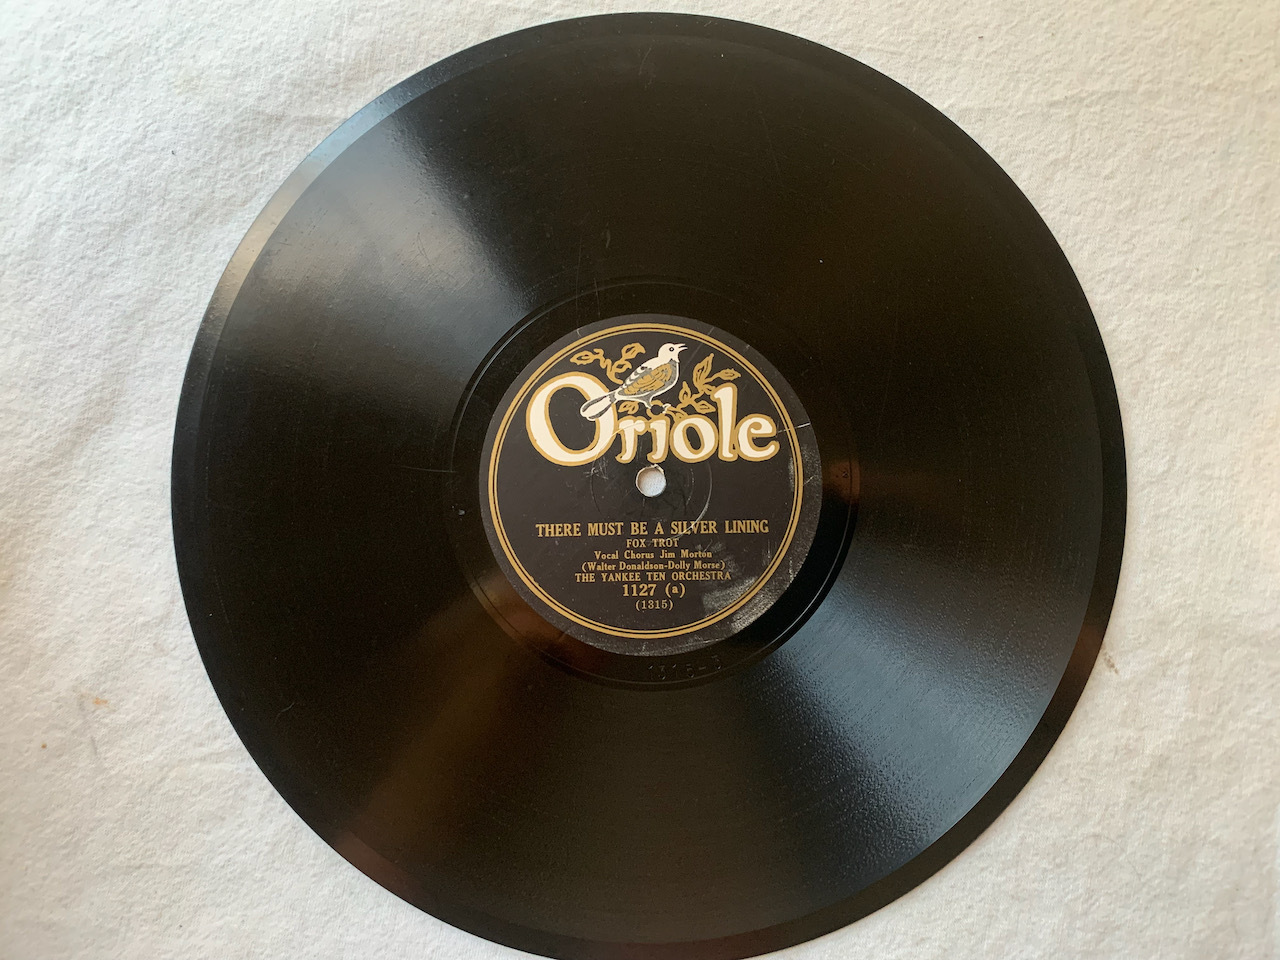 Oriole
THERE MUST BE A SILVER LINING
FOX TROT
Vocal Chorus Jim Morton
(Walter Donaldson-Dolly Morse)
THE YANKEE TEN ORCHESTRA
1127 (a)
(1315)